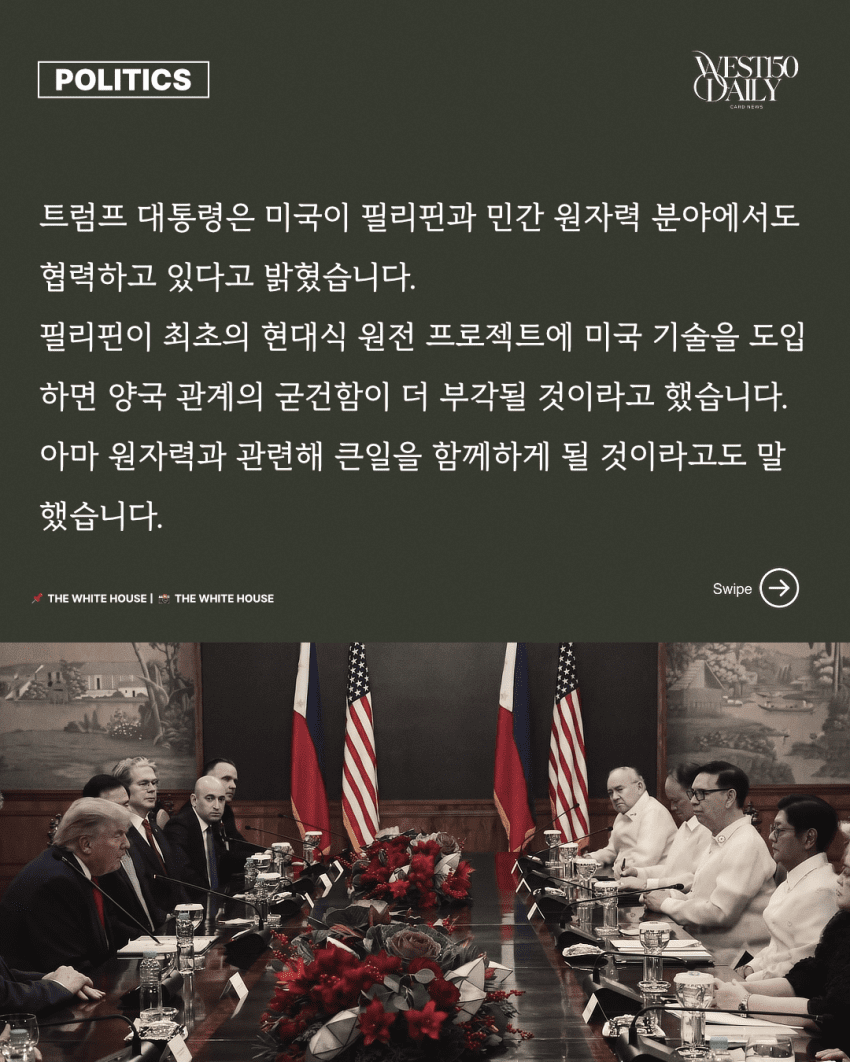 POLITICS
WEST150
DAILY
CARD NEWS
트럼프 대통령은 미국이 필리핀과 민간 원자력 분야에서도
협력하고 있다고 밝혔습니다.
필리핀이 최초의 현대식 원전 프로젝트에 미국 기술을 도입
하면 양국 관계의 굳건함이 더 부각될 것이라고 했습니다.
아마 원자력과 관련해 큰일을 함께하게 될 것이라고도 말
했습니다.
Swipe
THE WHITE HOUSE | THE WHITE HOUSE